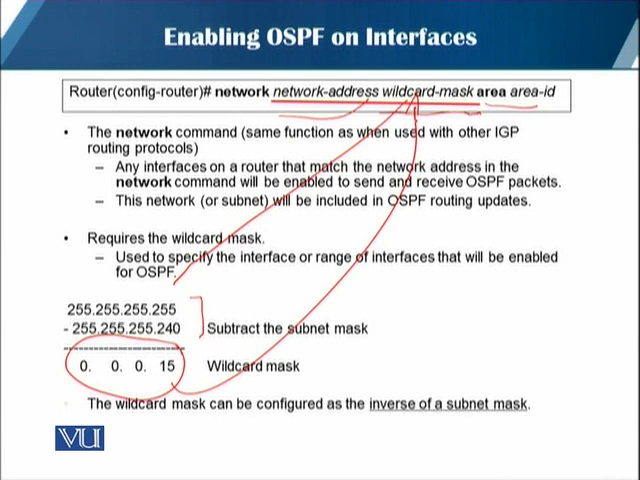 Enabling OSPF on Interfaces
Router(config-router)# network network-address wildcard-mask area area-id
• The network command (same function as when used with other IGP
routing protocols)
– Any interfaces on a router that match the network address in the
network command will be enabled to send and receive OSPF packets.
– This network (or subnet) will be included in OSPF routing updates.
• Requires the wildcard mask.
– Used to specify the interface or range of interfaces that will be enabled
for OSPF.
255.255.255.255
- 255.255.255.240 Subtract the subnet mask
--------------------
0. 0. 0. 15 Wildcard mask
• The wildcard mask can be configured as the inverse of a subnet mask.
VU